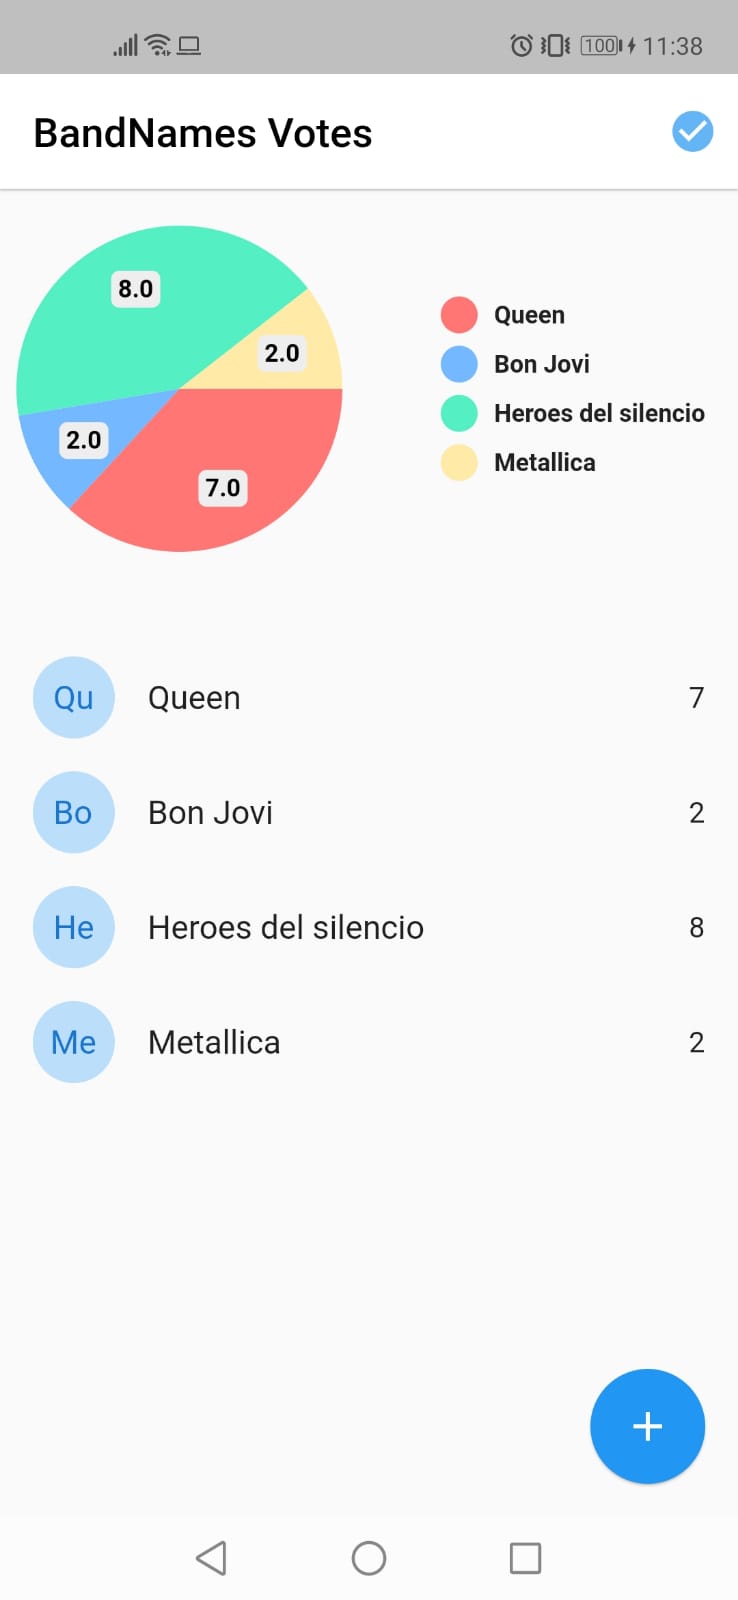 100 11:38
BandNames Votes
8.0
2.0
2.0
7.0
Queen
Bon Jovi
Heroes del silencio
Metallica
Qu Queen 7
Bo Bon Jovi 2
He Heroes del silencio 8
Me Metallica 2
+